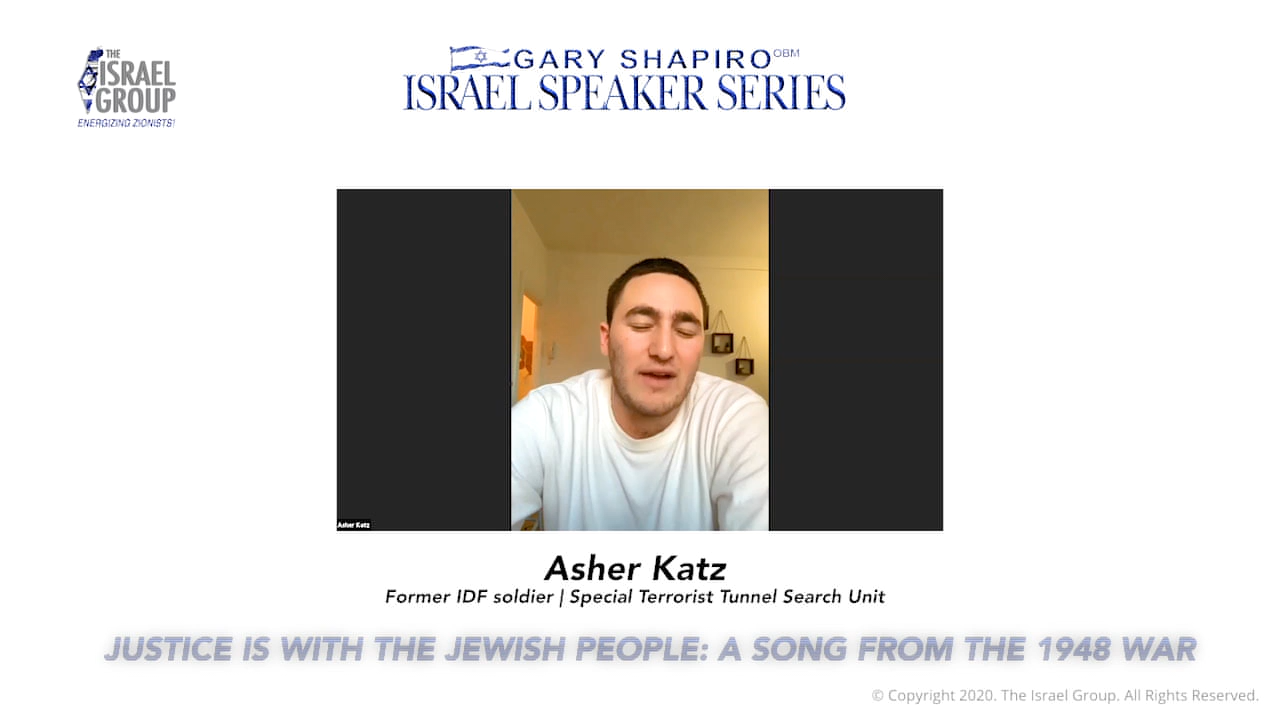 THE
ISRAEL
GROUP
ENERGIZING ZIONISTS!
GARY SHAPIRO OBM
ISRAEL SPEAKER SERIES
Asher Katz
Asher Katz
Former IDF soldier | Special Terrorist Tunnel Search Unit
JUSTICE IS WITH THE JEWISH PEOPLE: A SONG FROM THE 1948 WAR
© Copyright 2020. The Israel Group. All Rights Reserved.